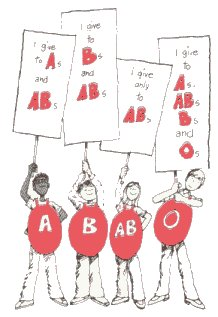 I give
to As
and
ABs
I give
to
Bs
and
ABs
I give
only
to
ABs
I give
to
As,
ABs
Bs
and
Os
A
B
AB
O